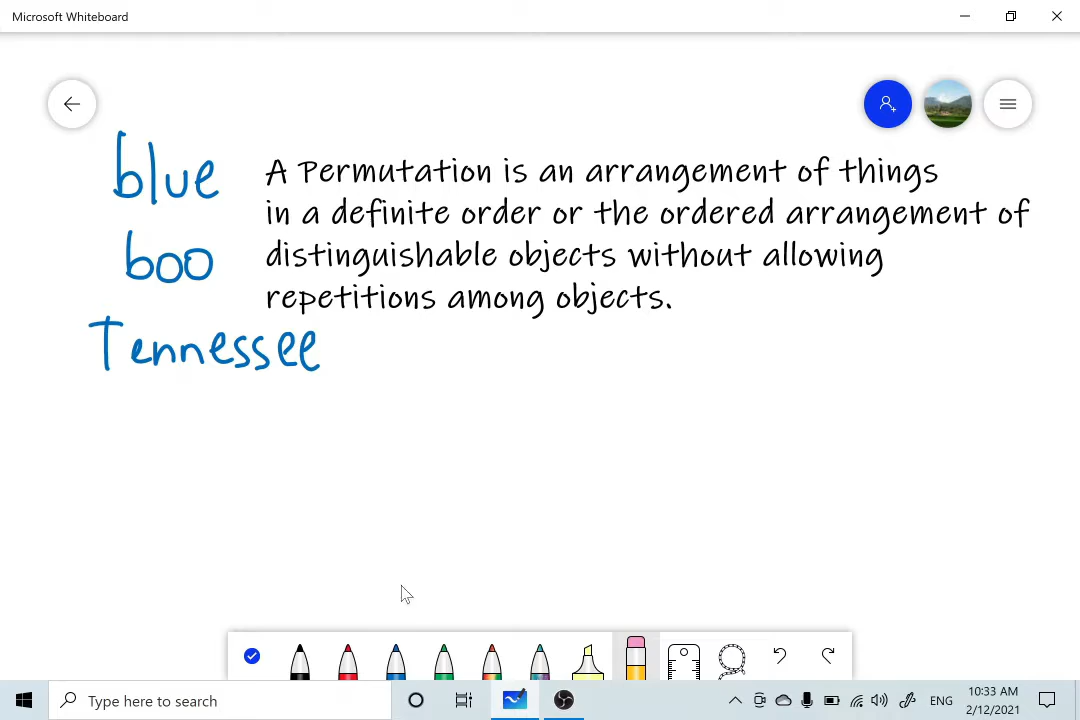 Microsoft Whiteboard
blue
A Permutation is an arrangement of things
in a definite order or the ordered arrangement of
boo
distinguishable objects without allowing
repetitions among objects.
Tennessee
Type here to search
ENG
10:33 AM
2/12/2021